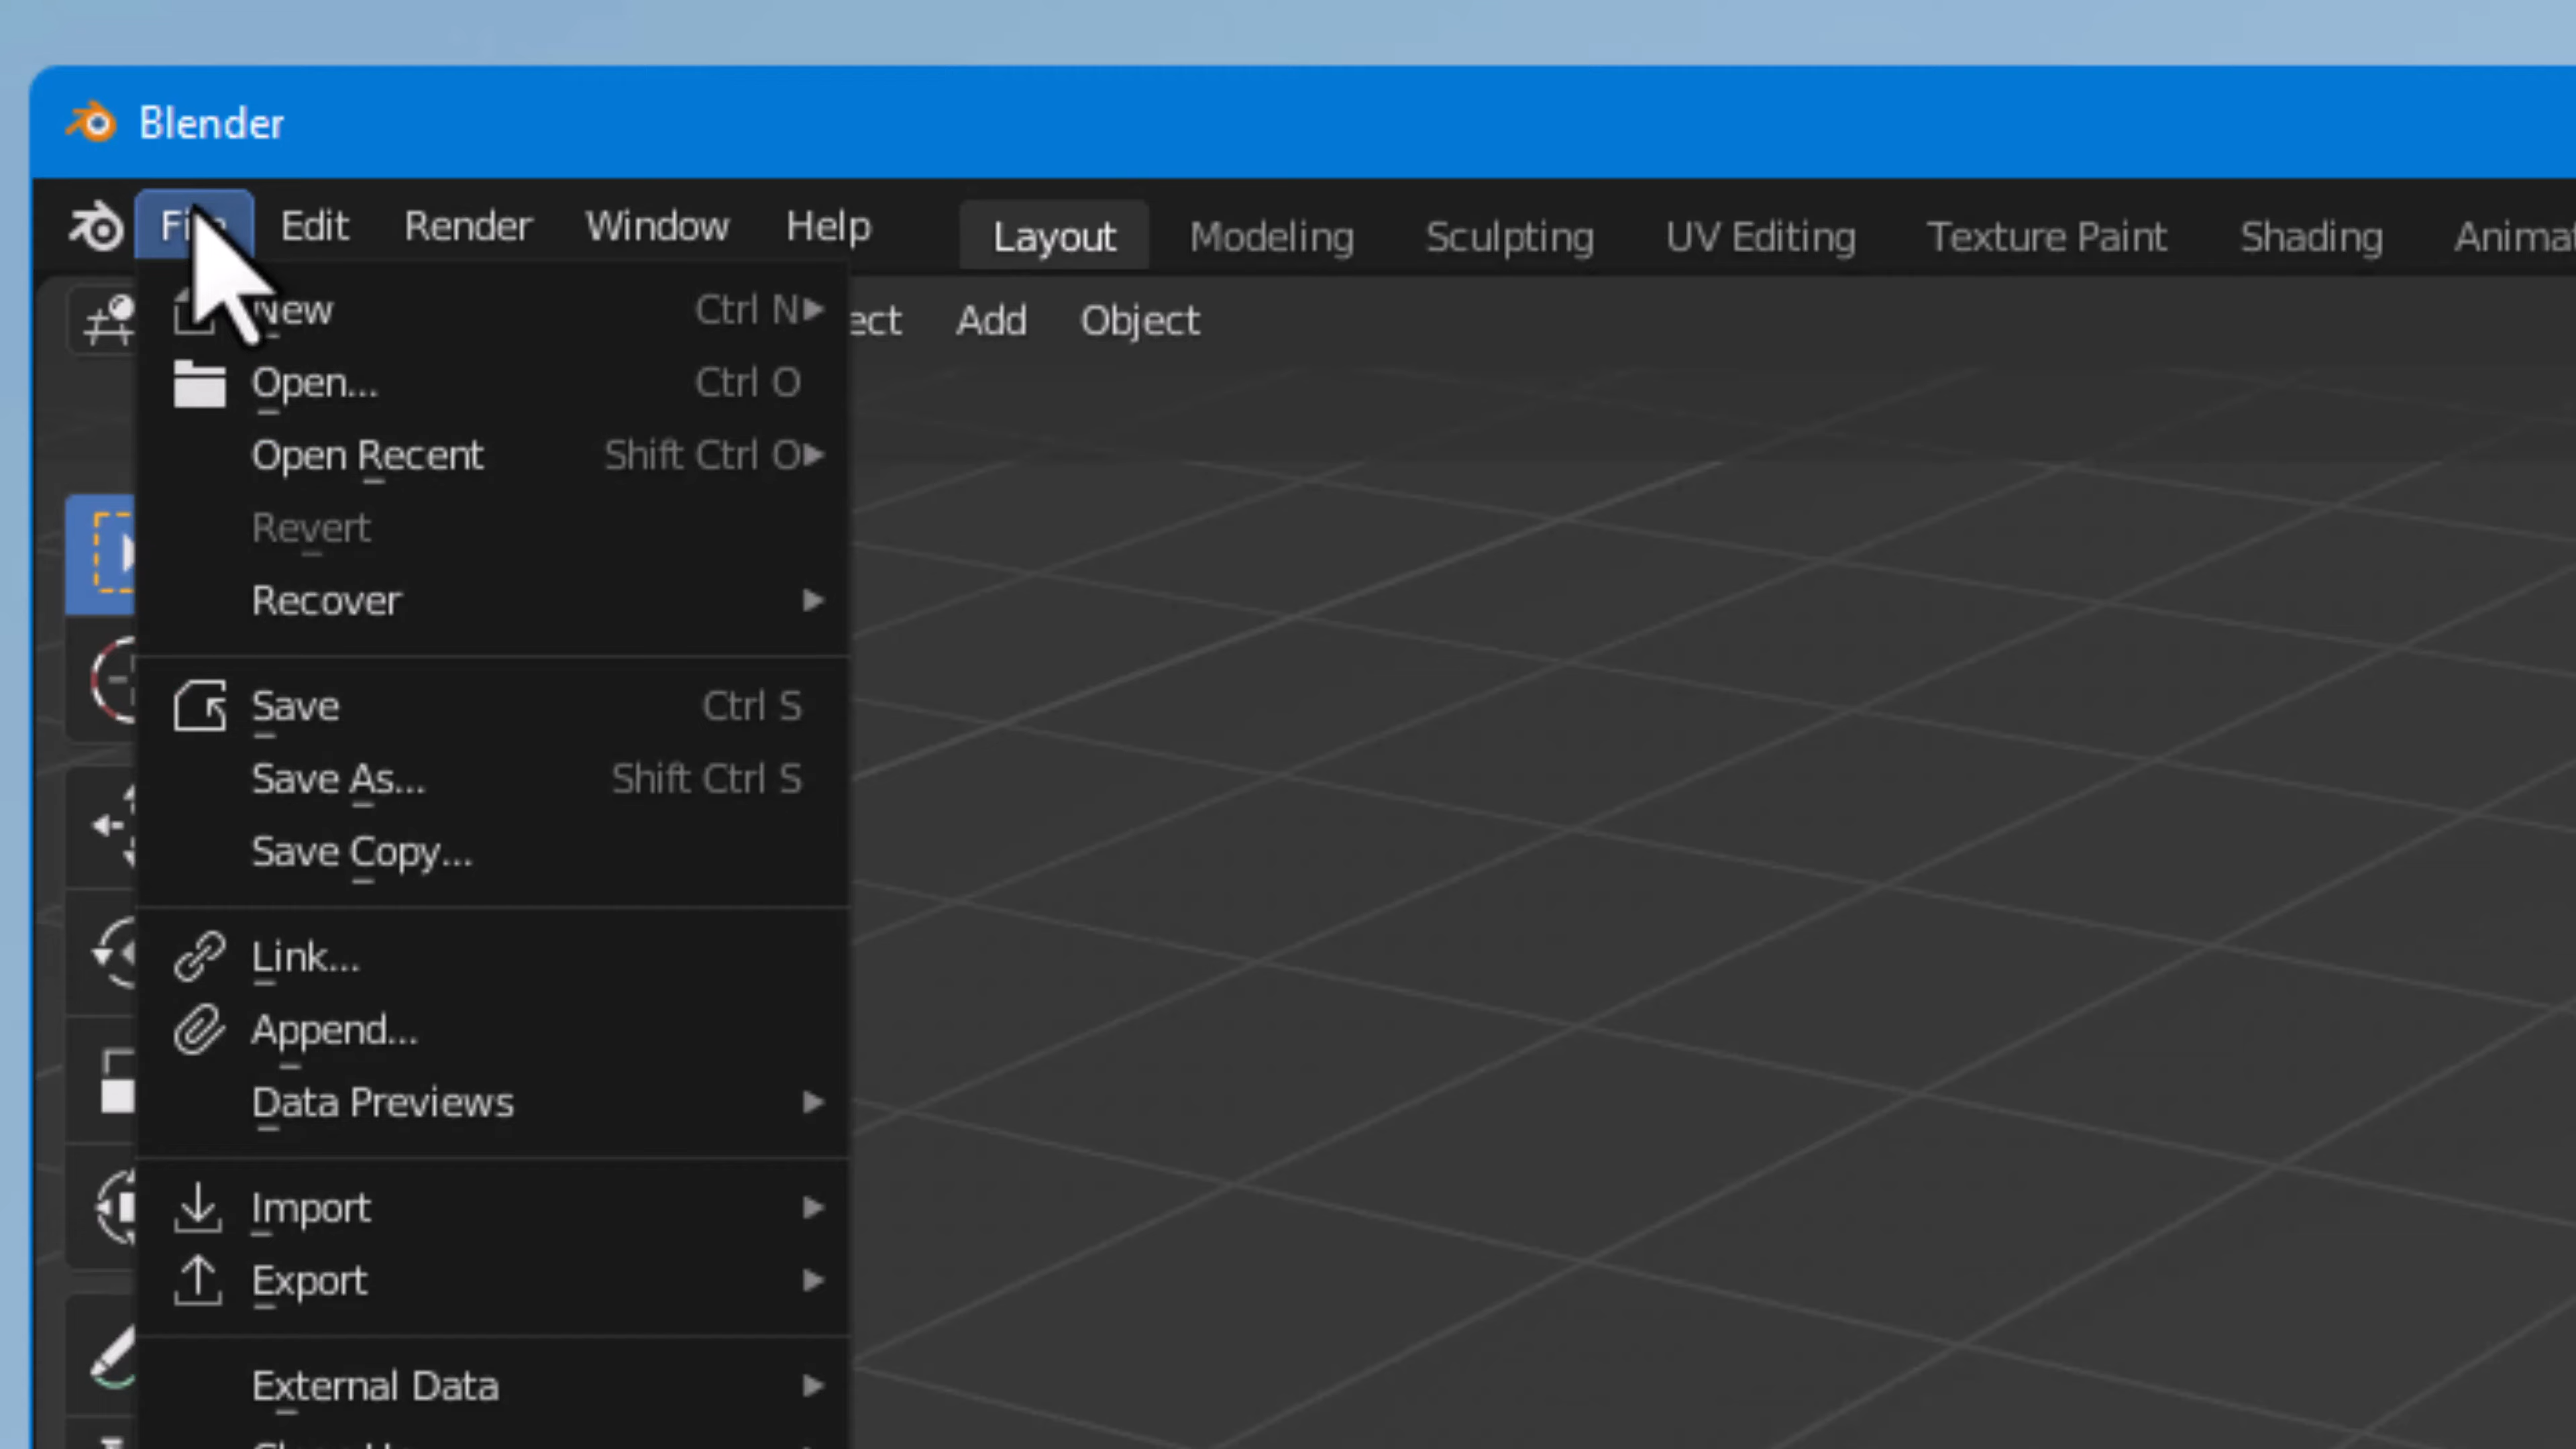 Blender
File Edit Render Window Help Layout Modeling Sculpting UV Editing Texture Paint Shading
Add Object
New Ctrl N
Open... Ctrl O
Open Recent Shift Ctrl O
Revert
Recover
Save Ctrl S
Save As... Shift Ctrl S
Save Copy...
Link...
Append...
Data Previews
Import
Export
External Data